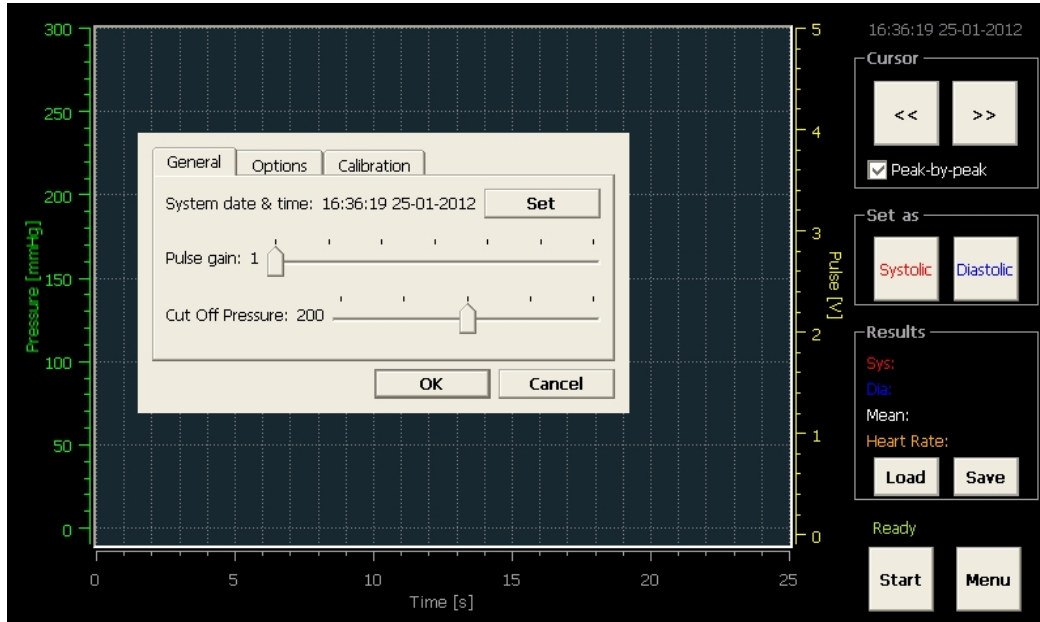 16:36:19 25-01-2012
300
250
200
150
100
50
0
Pressure [mmHg]
5
4
3
2
1
0
Pulse [V]
0 5 10 15 20 25
Time [s]
General Options Calibration
System date & time: 16:36:19 25-01-2012 Set
Pulse gain: 1
Cut Off Pressure: 200
OK Cancel
Cursor
<< >>
Peak-by-peak
Set as
Systolic Diastolic
Results
Sys:
Dia:
Mean:
Heart Rate:
Load Save
Ready
Start Menu